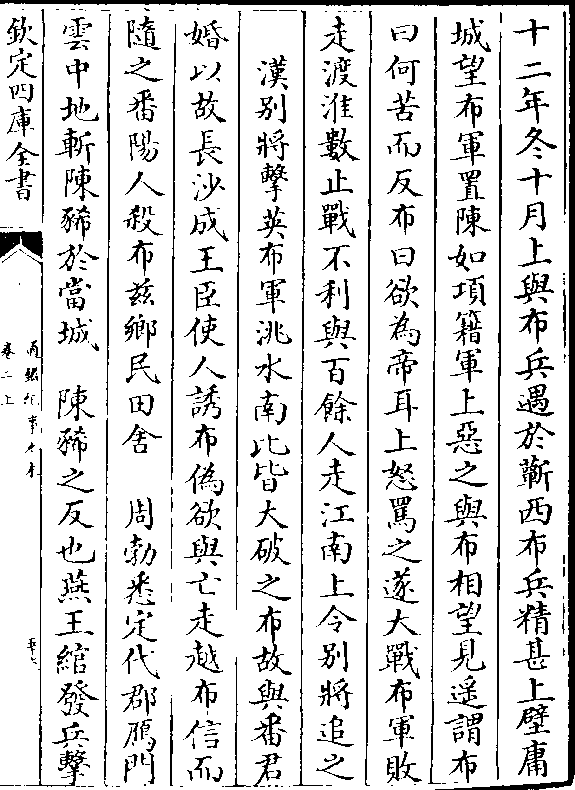 十二年冬十月上與布兵遇於蘄西布兵精甚上壁庸
城望布軍置陳如項籍軍上惡之與布相望見遥謂布
曰何苦而反布曰欲為帝耳上怒罵之遂大戰布軍敗
走渡淮數止戰不利與百餘人走江南上令别將追之
漢别將擊英布軍洮水南北皆大破之布故與番君
婚以故長沙成王臣使人誘布偽欲與亡走越布信而
隨之番陽人殺布兹鄉民田舍　周勃悉定代郡鴈門
雲中地斬陳豨於當城　陳豨之反也燕王綰發兵擊
欽定四庫全書
卷二上